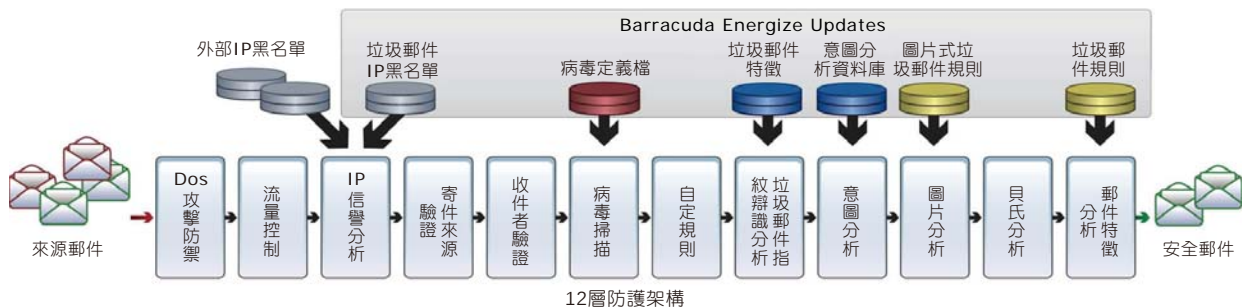 Barracuda Energize Updates
外部IP黑名單
垃圾郵件
IP黑名單
病毒定義檔
垃圾郵件
特徵
意圖分
析資料庫
圖片式垃
圾郵件規則
垃圾郵
件規則
來源郵件
Dos
攻擊防禦
流量控制
IP
信譽分析
寄件來源
驗證
收件者驗證
病毒掃描
自定規則
垃圾郵件指
紋辯識分析
意圖分析
圖片分析
貝氏分析
郵件特徵
分析
安全郵件
12層防護架構